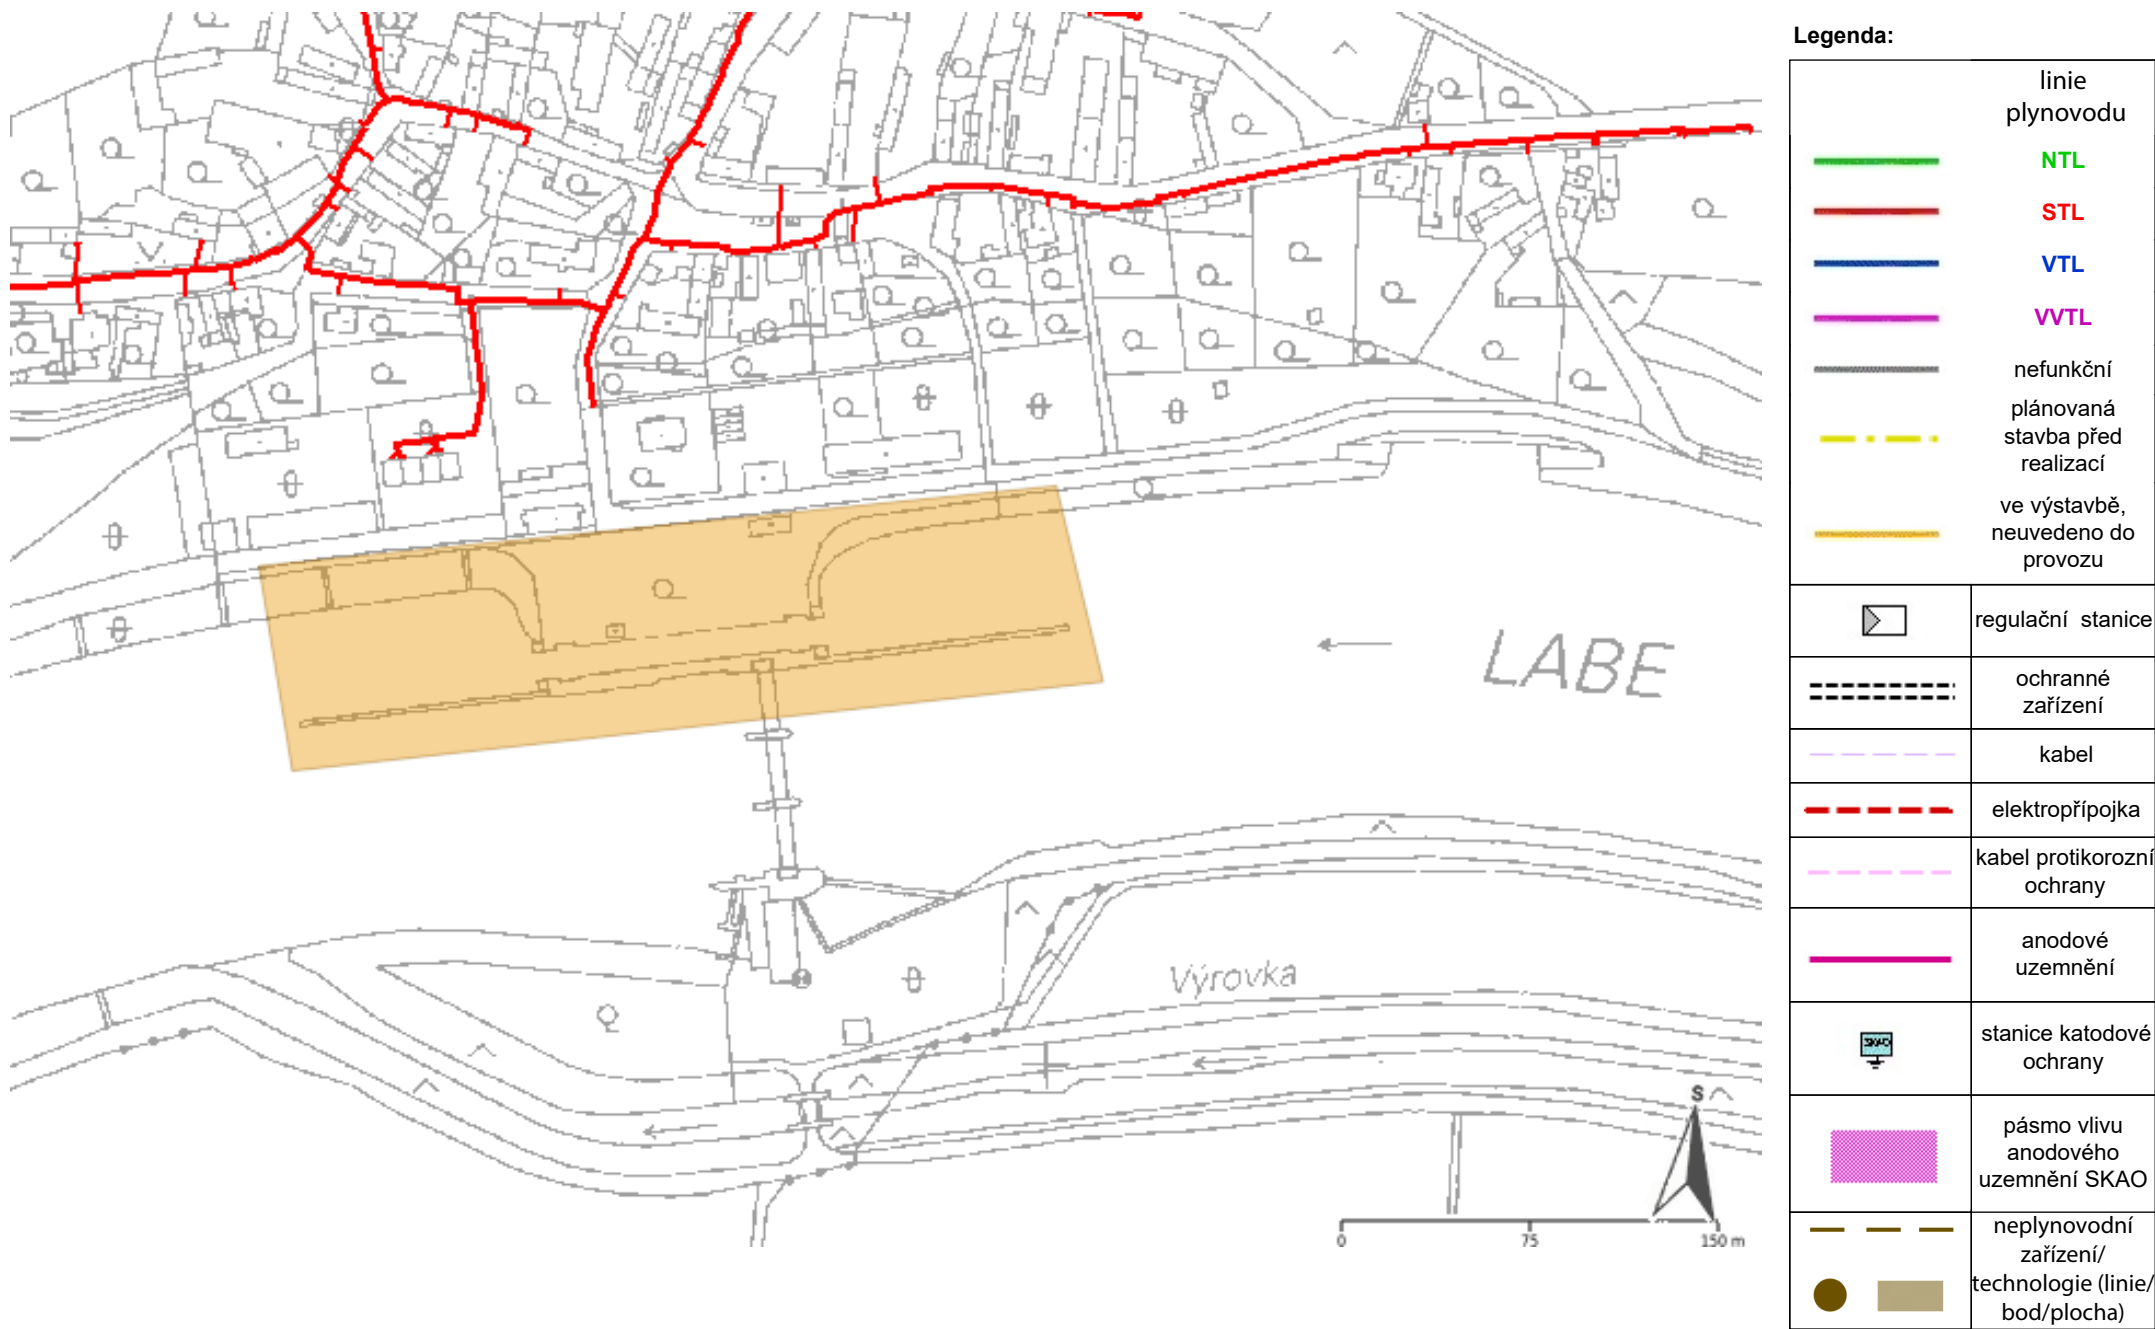 Legenda:
linie
plynovodu
NTL
STL
VTL
VVTL
nefunkční
plánovaná
stavba před
realizací
ve výstavbě,
neuvedeno do
provozu
regulační stanice
ochranné
zařízení
kabel
elektropřípojka
kabel protikorozní
ochrany
anodové
uzemnění
SKAO
stanice katodové
ochrany
pásmo vlivu
anodového
uzemnění SKAO
neplynovodní
zařízení/
technologie (linie/
bod/plocha)
LABE
Výrovka
S
0 75 150 m